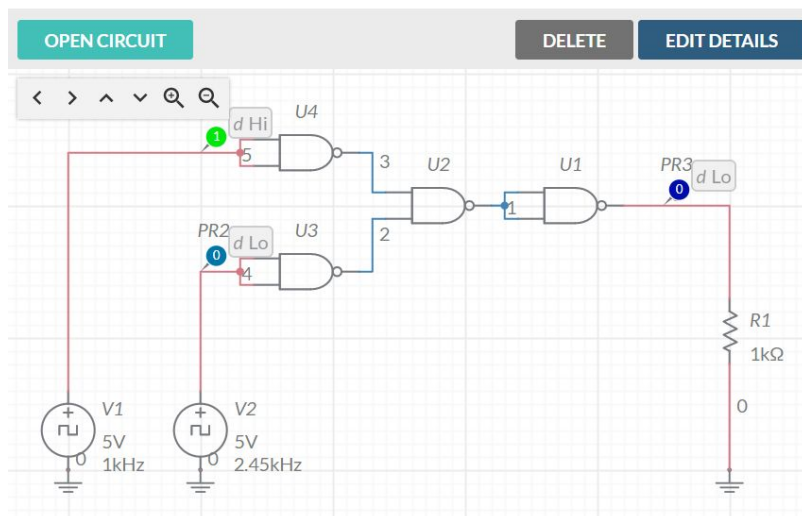 OPEN CIRCUIT
DELETE
EDIT DETAILS
U4
d Hi
1
5
3
U2
U1
PR3
d Lo
0
1
PR2
U3
d Lo
0
4
2
R1
1kΩ
V1
5V
1kHz
0
V2
5V
2.45kHz
0
0